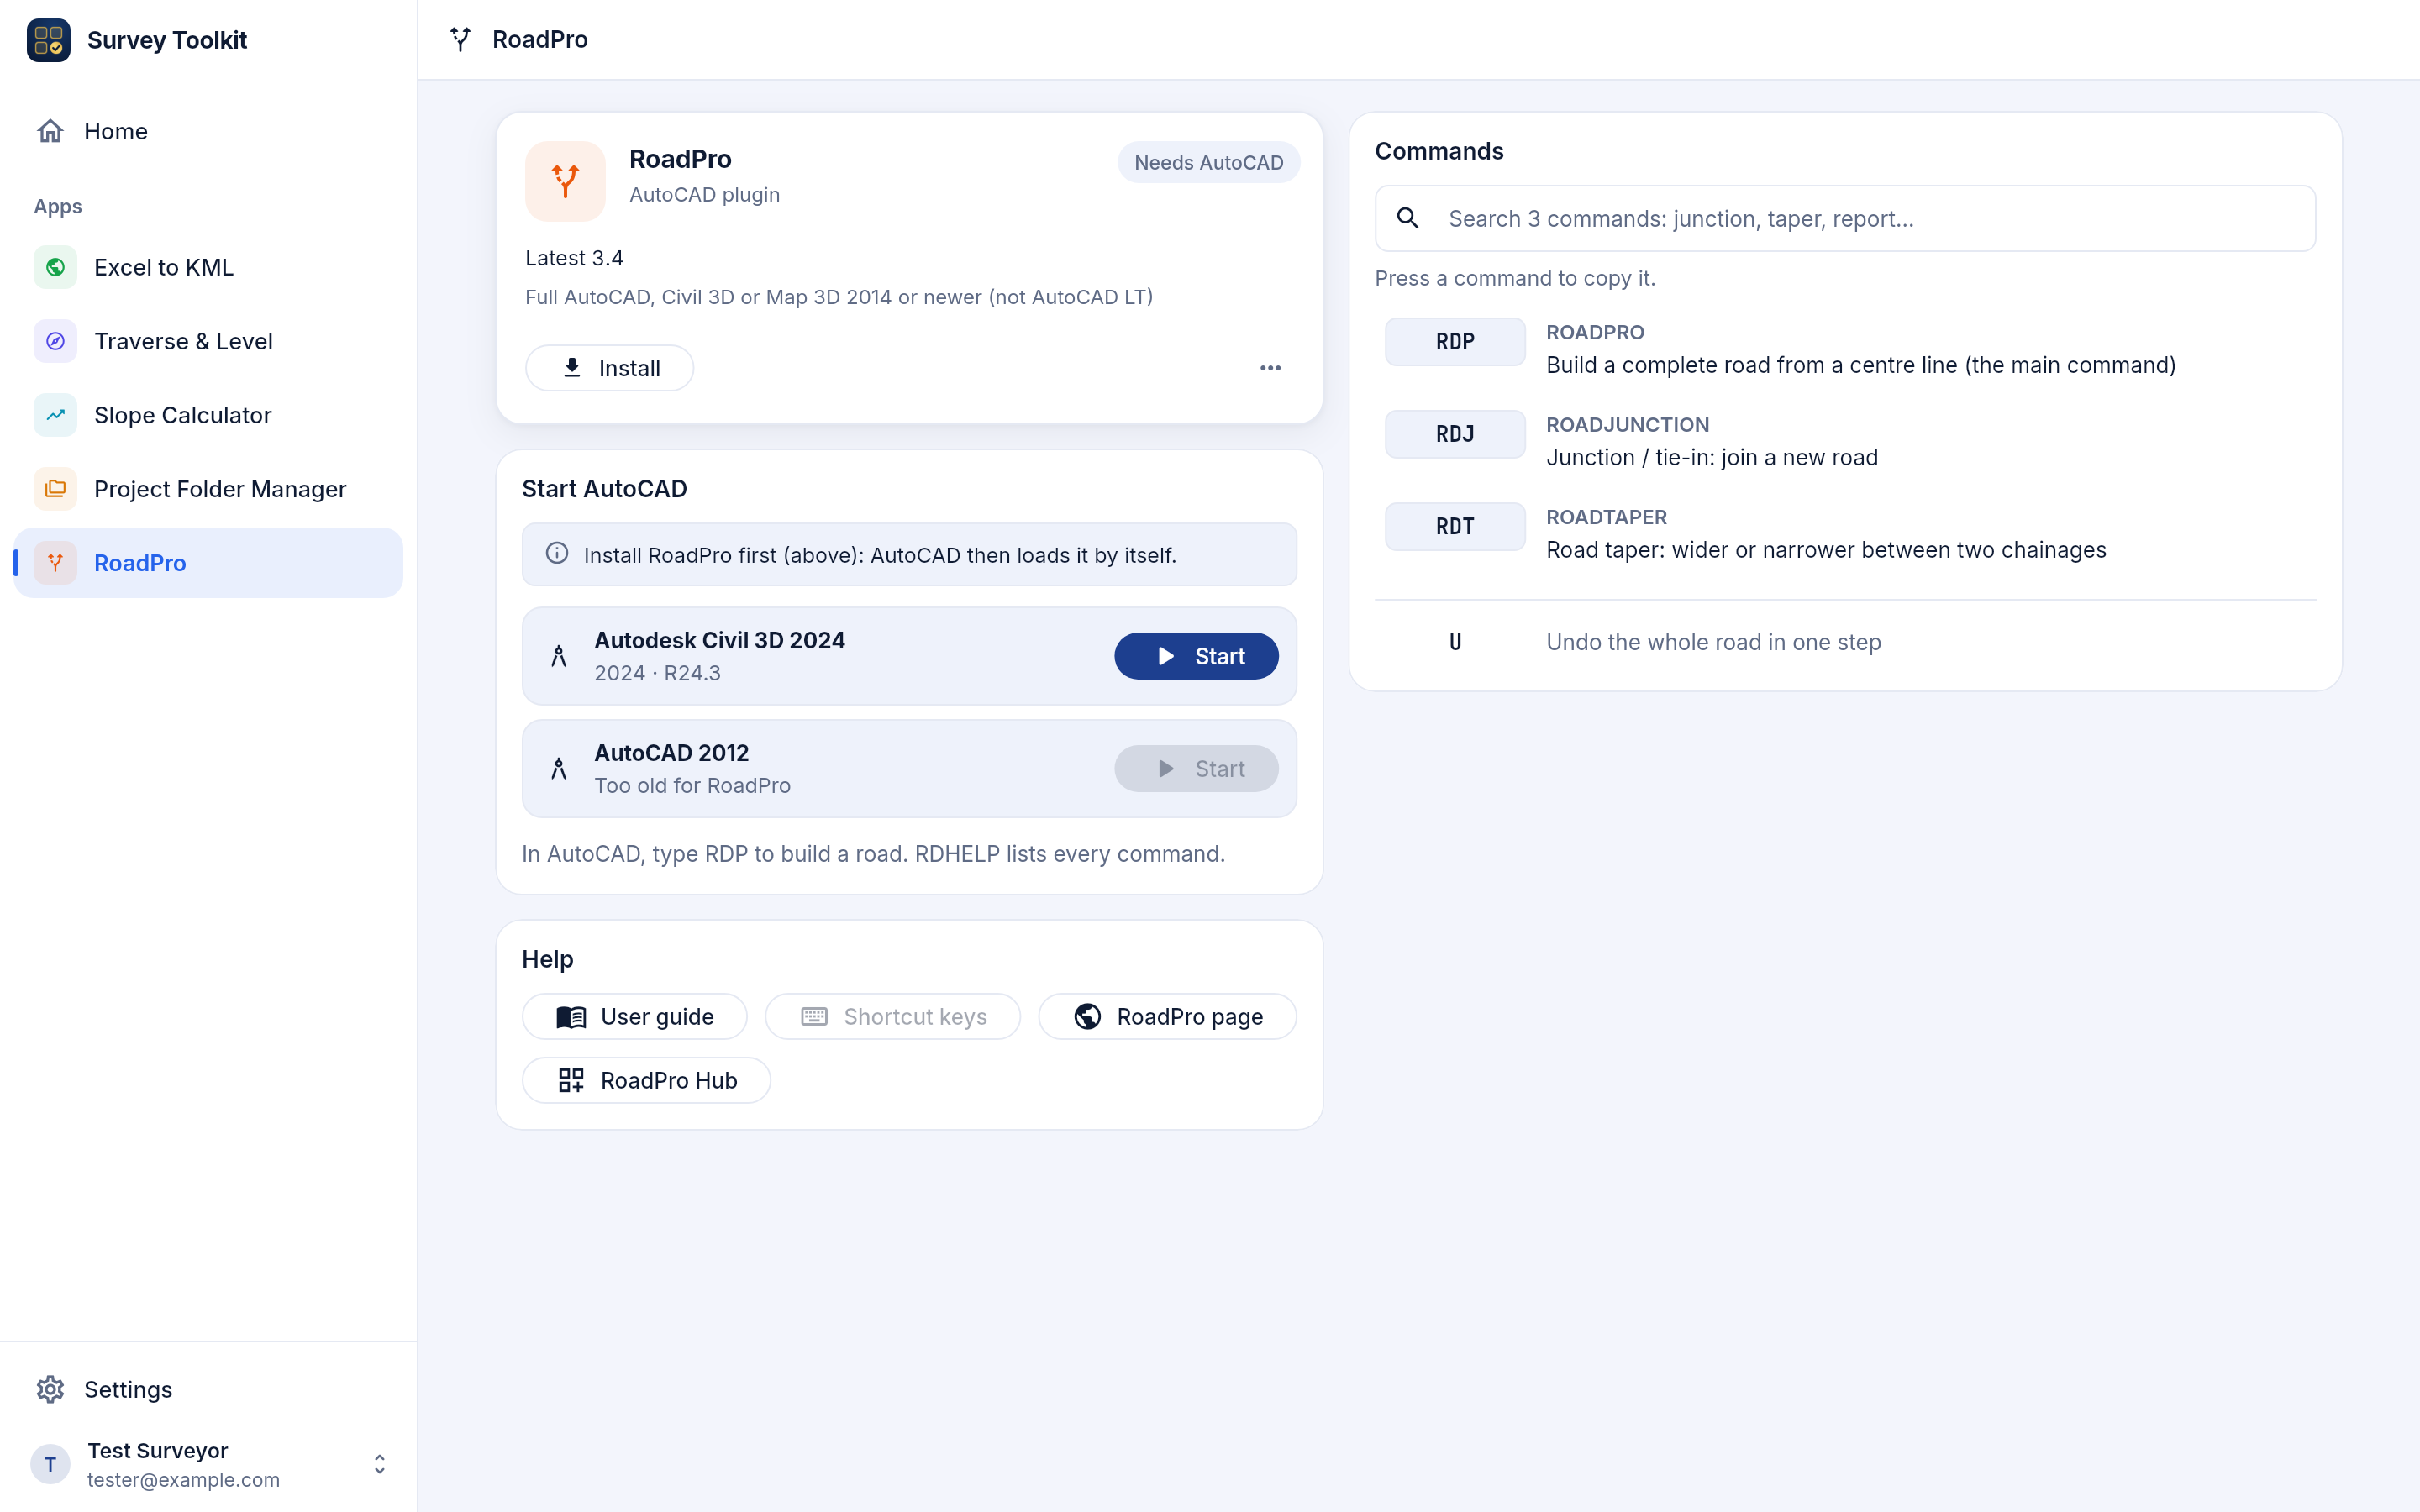 Survey Toolkit
Home
Apps
Excel to KML
Traverse & Level
Slope Calculator
Project Folder Manager
RoadPro
Settings
T
Test Surveyor
tester@example.com
RoadPro
RoadPro
AutoCAD plugin
Needs AutoCAD
Latest 3.4
Full AutoCAD, Civil 3D or Map 3D 2014 or newer (not AutoCAD LT)
Install
Start AutoCAD
Install RoadPro first (above): AutoCAD then loads it by itself.
Autodesk Civil 3D 2024
2024 · R24.3
Start
AutoCAD 2012
Too old for RoadPro
Start
In AutoCAD, type RDP to build a road. RDHELP lists every command.
Help
User guide
Shortcut keys
RoadPro page
RoadPro Hub
Commands
Search 3 commands: junction, taper, report...
Press a command to copy it.
RDP
ROADPRO
Build a complete road from a centre line (the main command)
RDJ
ROADJUNCTION
Junction / tie-in: join a new road
RDT
ROADTAPER
Road taper: wider or narrower between two chainages
U
Undo the whole road in one step